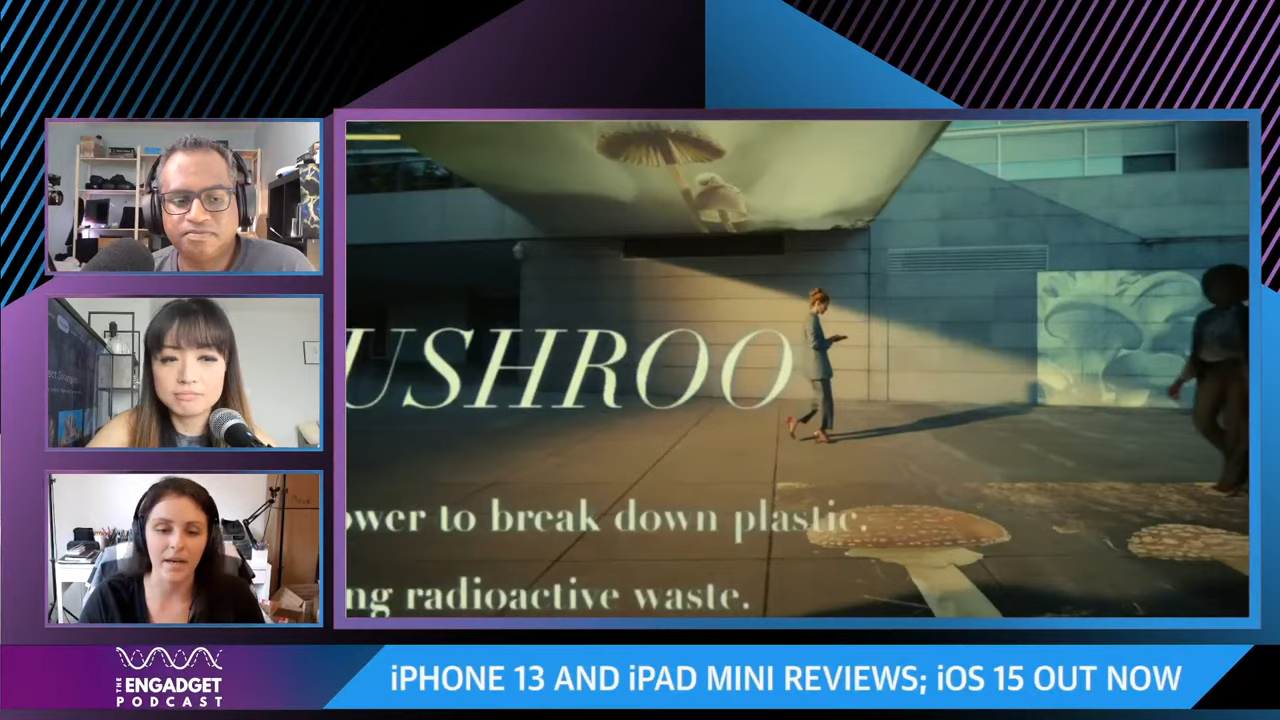 USHROO
ower to break down plastic.
ng radioactive waste.
THE ENGADGET
PODCAST
iPHONE 13 AND iPAD MINI REVIEWS; iOS 15 OUT NOW